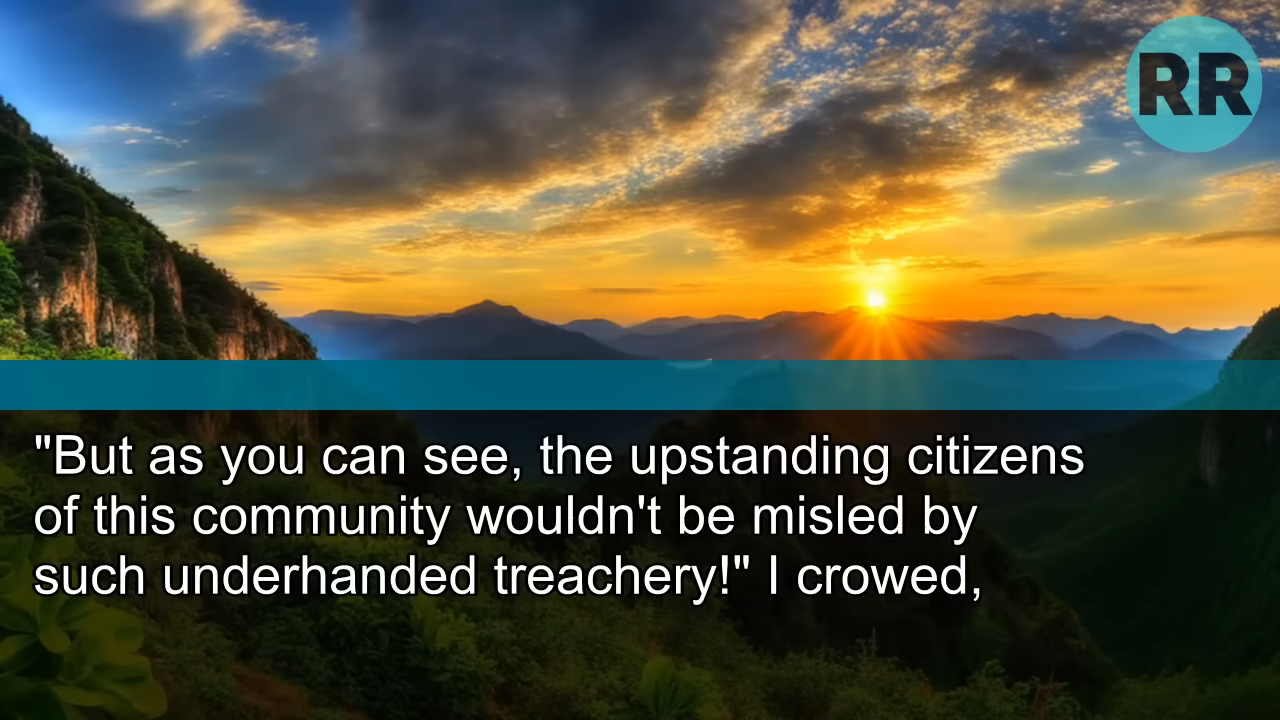 RR
"But as you can see, the upstanding citizens
of this community wouldn't be misled by
such underhanded treachery!" I crowed,